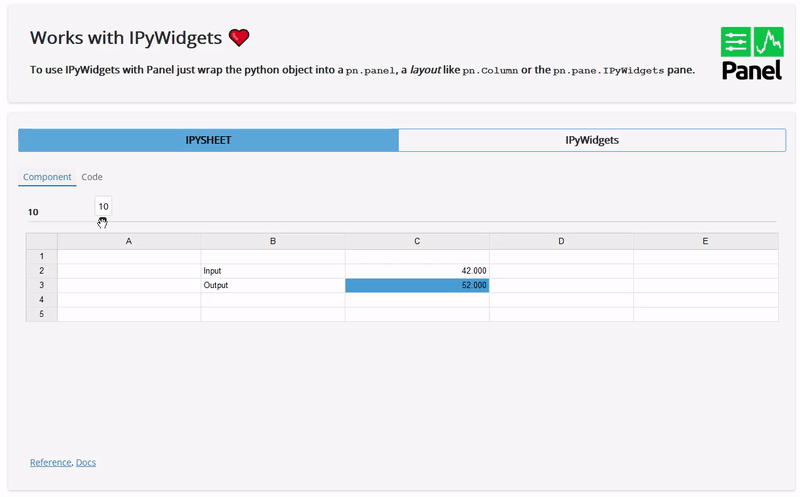 Works with IPyWidgets
To use IPyWidgets with Panel just wrap the python object into a pn.panel, a layout like pn.Column or the pn.pane.IPyWidgets pane.
Panel
IPYSHEET IPyWidgets
Component Code
10
10
A B C D E
1
2 Input 42.000
3 Output 52.000
4
5
Reference, Docs